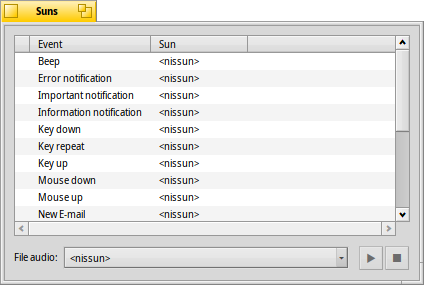 Suns
Event Sun
Beep <nissun>
Error notification <nissun>
Important notification <nissun>
Information notification <nissun>
Key down <nissun>
Key repeat <nissun>
Key up <nissun>
Mouse down <nissun>
Mouse up <nissun>
New E-mail <nissun>
File audio: <nissun>